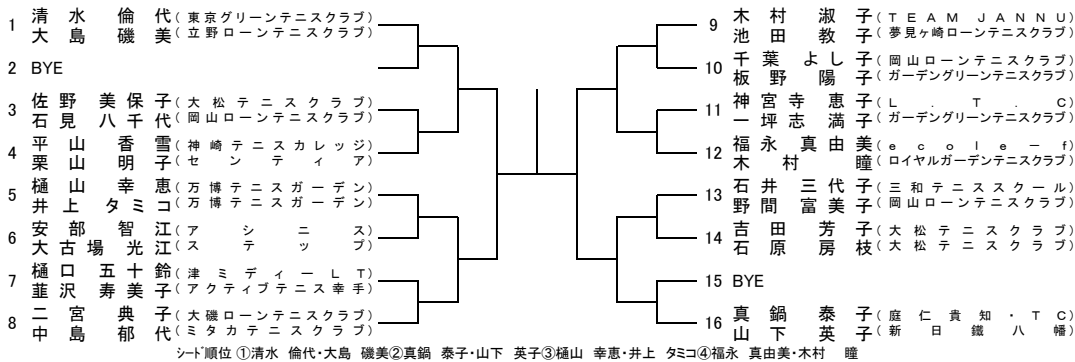 1 清水 倫代(東京グリーンテニスクラブ)
大島 磯美(立野ローンテニスクラブ)
2 BYE
3 佐野 美保子(大松テニスクラブ)
石見 八千代(岡山ローンテニスクラブ)
4 平山 香雪(神崎テニスカレッジ)
栗山 明子(センティア)
5 樋山 幸恵(万博テニスガーデン)
井上 タミコ(万博テニスガーデン)
6 安部 智江(アシニス)
大古場 光江(ステップ)
7 樋口 五十鈴(津ミディーLT)
韮沢 寿美子(アクティブテニス幸手)
8 二宮 典子(大磯ローンテニスクラブ)
中島 郁代(ミタカテニスクラブ)
9 木村 淑子(TEAM JANNU)
池田 教子(夢見ヶ崎ローンテニスクラブ)
10 千葉 よし子(岡山ローンテニスクラブ)
板野 陽子(ガーデングリーンテニスクラブ)
11 神宮寺 恵子(L.T.C)
一坪 志満子(ガーデングリーンテニスクラブ)
12 福永 真由美(ecole-f)
木村 瞳(ロイヤルガーデンテニスクラブ)
13 石井 三代子(三和テニススクール)
野間 富美子(岡山ローンテニスクラブ)
14 吉田 芳子(大松テニスクラブ)
石原 房枝(大松テニスクラブ)
15 BYE
16 真鍋 泰子(庭仁貴知・TC)
山下 英子(新日鐵八幡)
シード順位 ①清水 倫代・大島 磯美②真鍋 泰子・山下 英子③樋山 幸恵・井上 タミコ④福永 真由美・木村 瞳